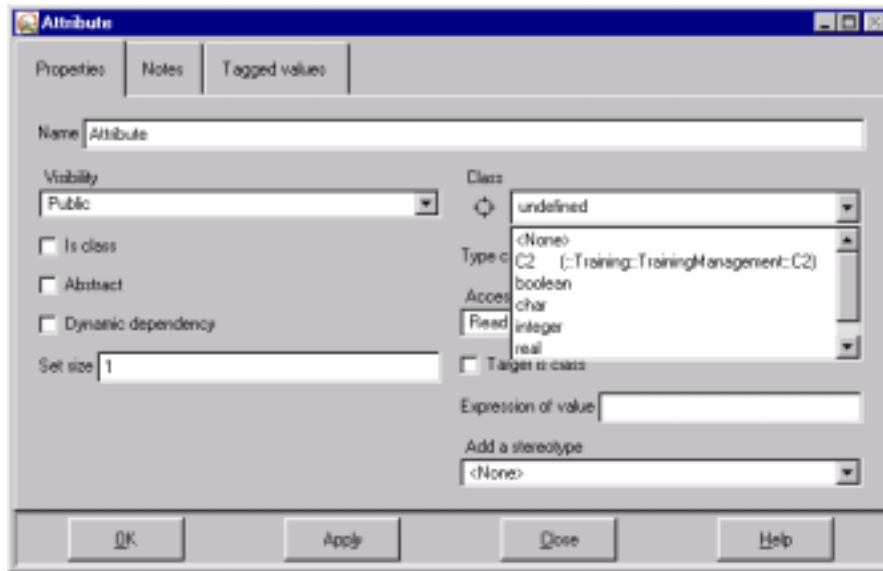 Attribute
Properties Notes Tagged values
Name Attribute
Visibility
Public
Is class
Abstract
Dynamic dependency
Set size 1
Class
undefined
<None>
C2 (::Training::TrainingManagement::C2)
boolean
char
integer
real
Type c
Acces
Read
Target is class
Expression of value
Add a stereotype
<None>
OK Apply Close Help